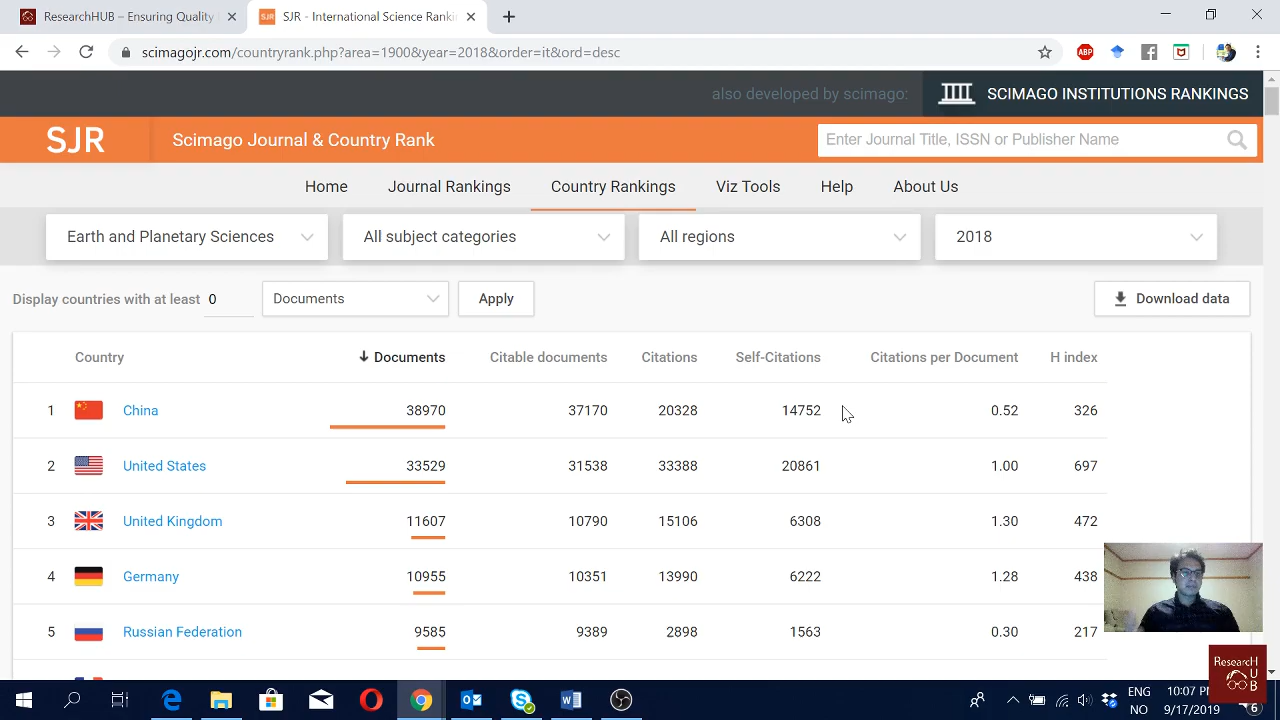 ResearchHUB – Ensuring Quality
SJR SJR - International Science Ranki
scimagojr.com/countryrank.php?area=1900&year=2018&order=it&ord=desc
ABP
also developed by scimago: SCIMAGO INSTITUTIONS RANKINGS
SJR Scimago Journal & Country Rank Enter Journal Title, ISSN or Publisher Name
Home Journal Rankings Country Rankings Viz Tools Help About Us
Earth and Planetary Sciences All subject categories All regions 2018
Display countries with at least 0 Documents Apply Download data
Country Documents Citable documents Citations Self-Citations Citations per Document H index
1 China 38970 37170 20328 14752 0.52 326
2 United States 33529 31538 33388 20861 1.00 697
3 United Kingdom 11607 10790 15106 6308 1.30 472
4 Germany 10955 10351 13990 6222 1.28 438
5 Russian Federation 9585 9389 2898 1563 0.30 217
ResearcH
UB
ENG 10:07
NO 9/17/2019 6